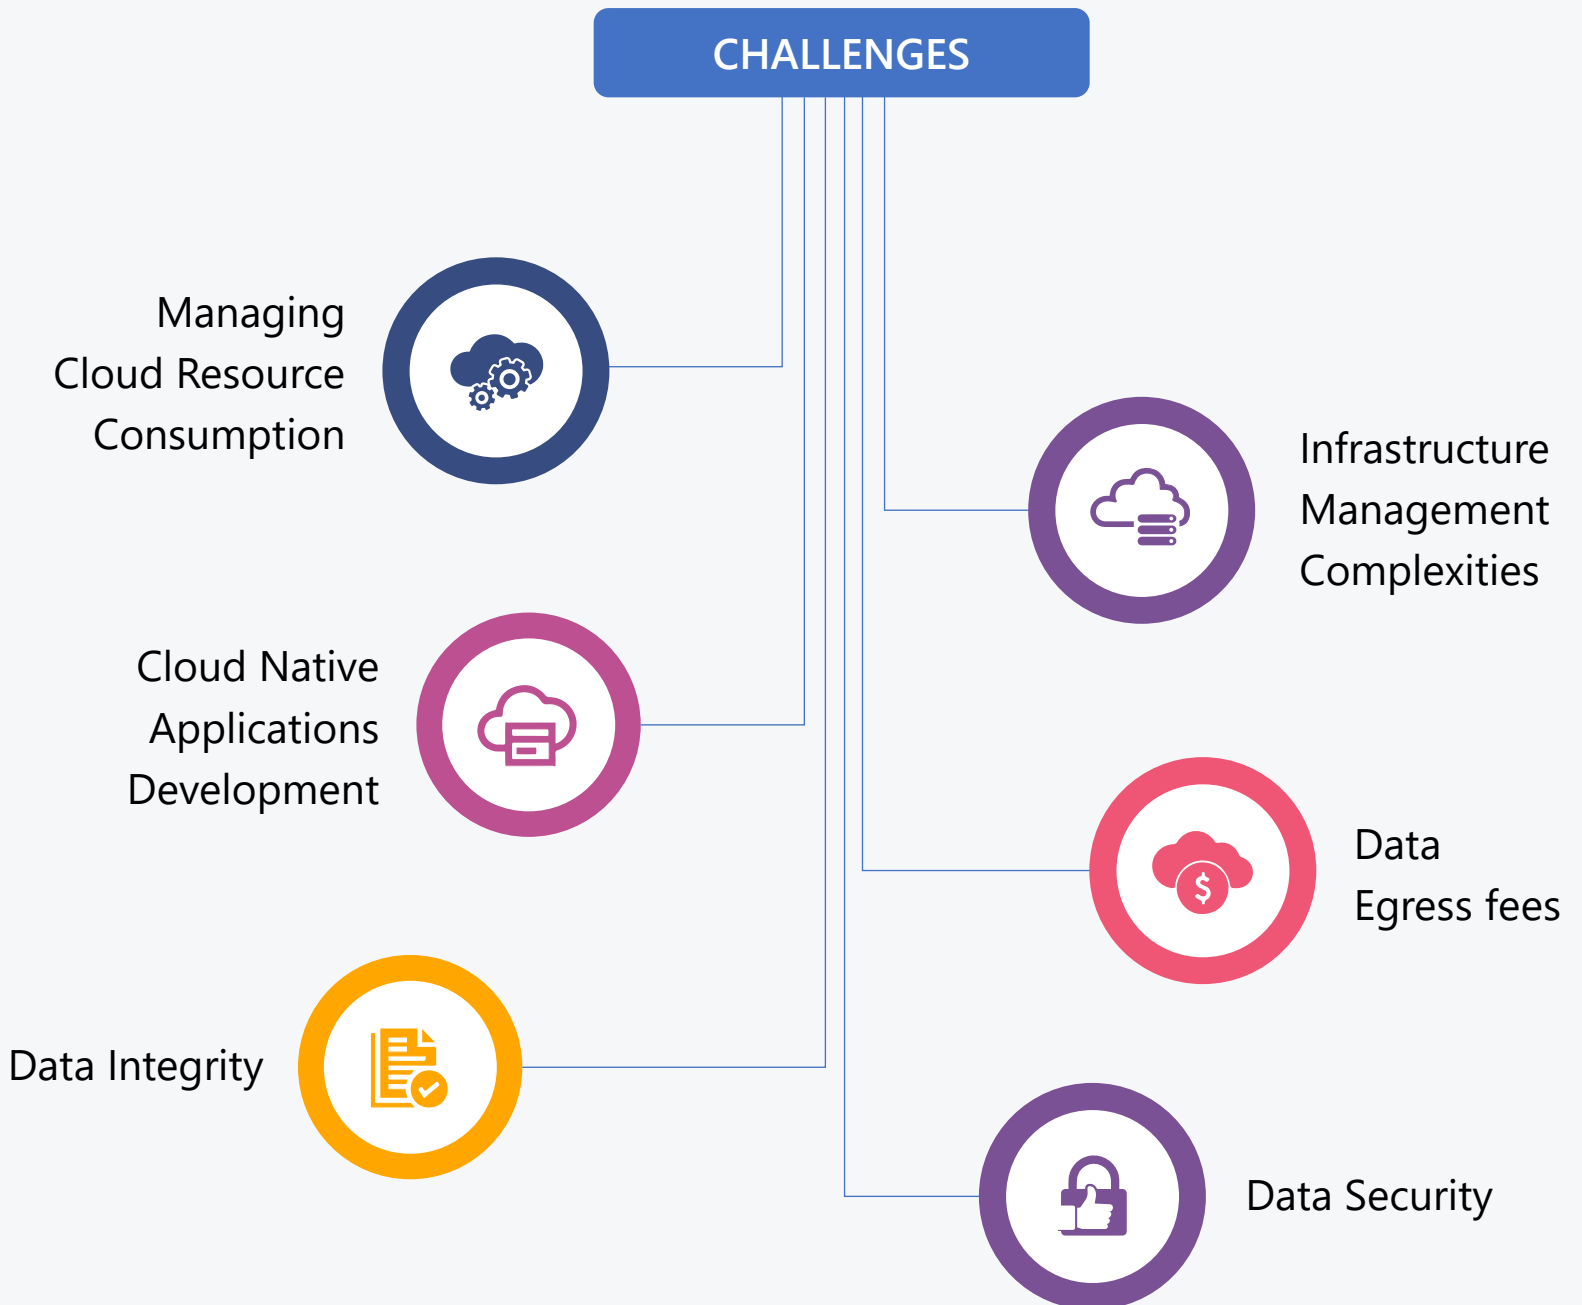 CHALLENGES
Managing
Cloud Resource
Consumption
Infrastructure
Management
Complexities
Cloud Native
Applications
Development
Data
Egress fees
Data Integrity
Data Security
$